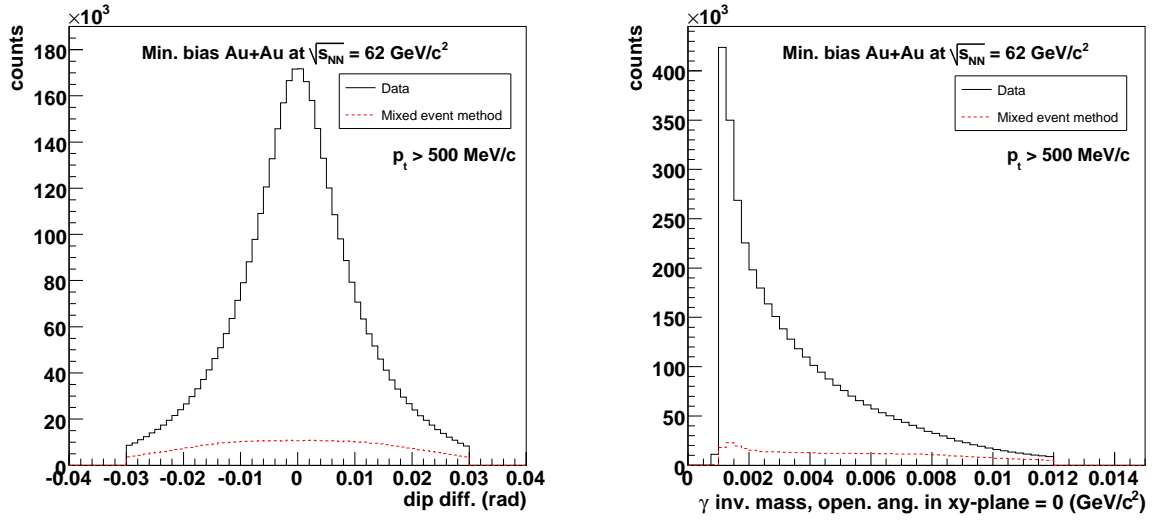 ×10³
counts
180
160
140
120
100
80
60
40
20
0
-0.04 -0.03 -0.02 -0.01 0 0.01 0.02 0.03 0.04
dip diff. (rad)
Min. bias Au+Au at √s_NN = 62 GeV/c²
Data
Mixed event method
p_t > 500 MeV/c
×10³
counts
400
350
300
250
200
150
100
50
0
0 0.002 0.004 0.006 0.008 0.01 0.012 0.014
γ inv. mass, open. ang. in xy-plane = 0 (GeV/c²)
Min. bias Au+Au at √s_NN = 62 GeV/c²
Data
Mixed event method
p_t > 500 MeV/c